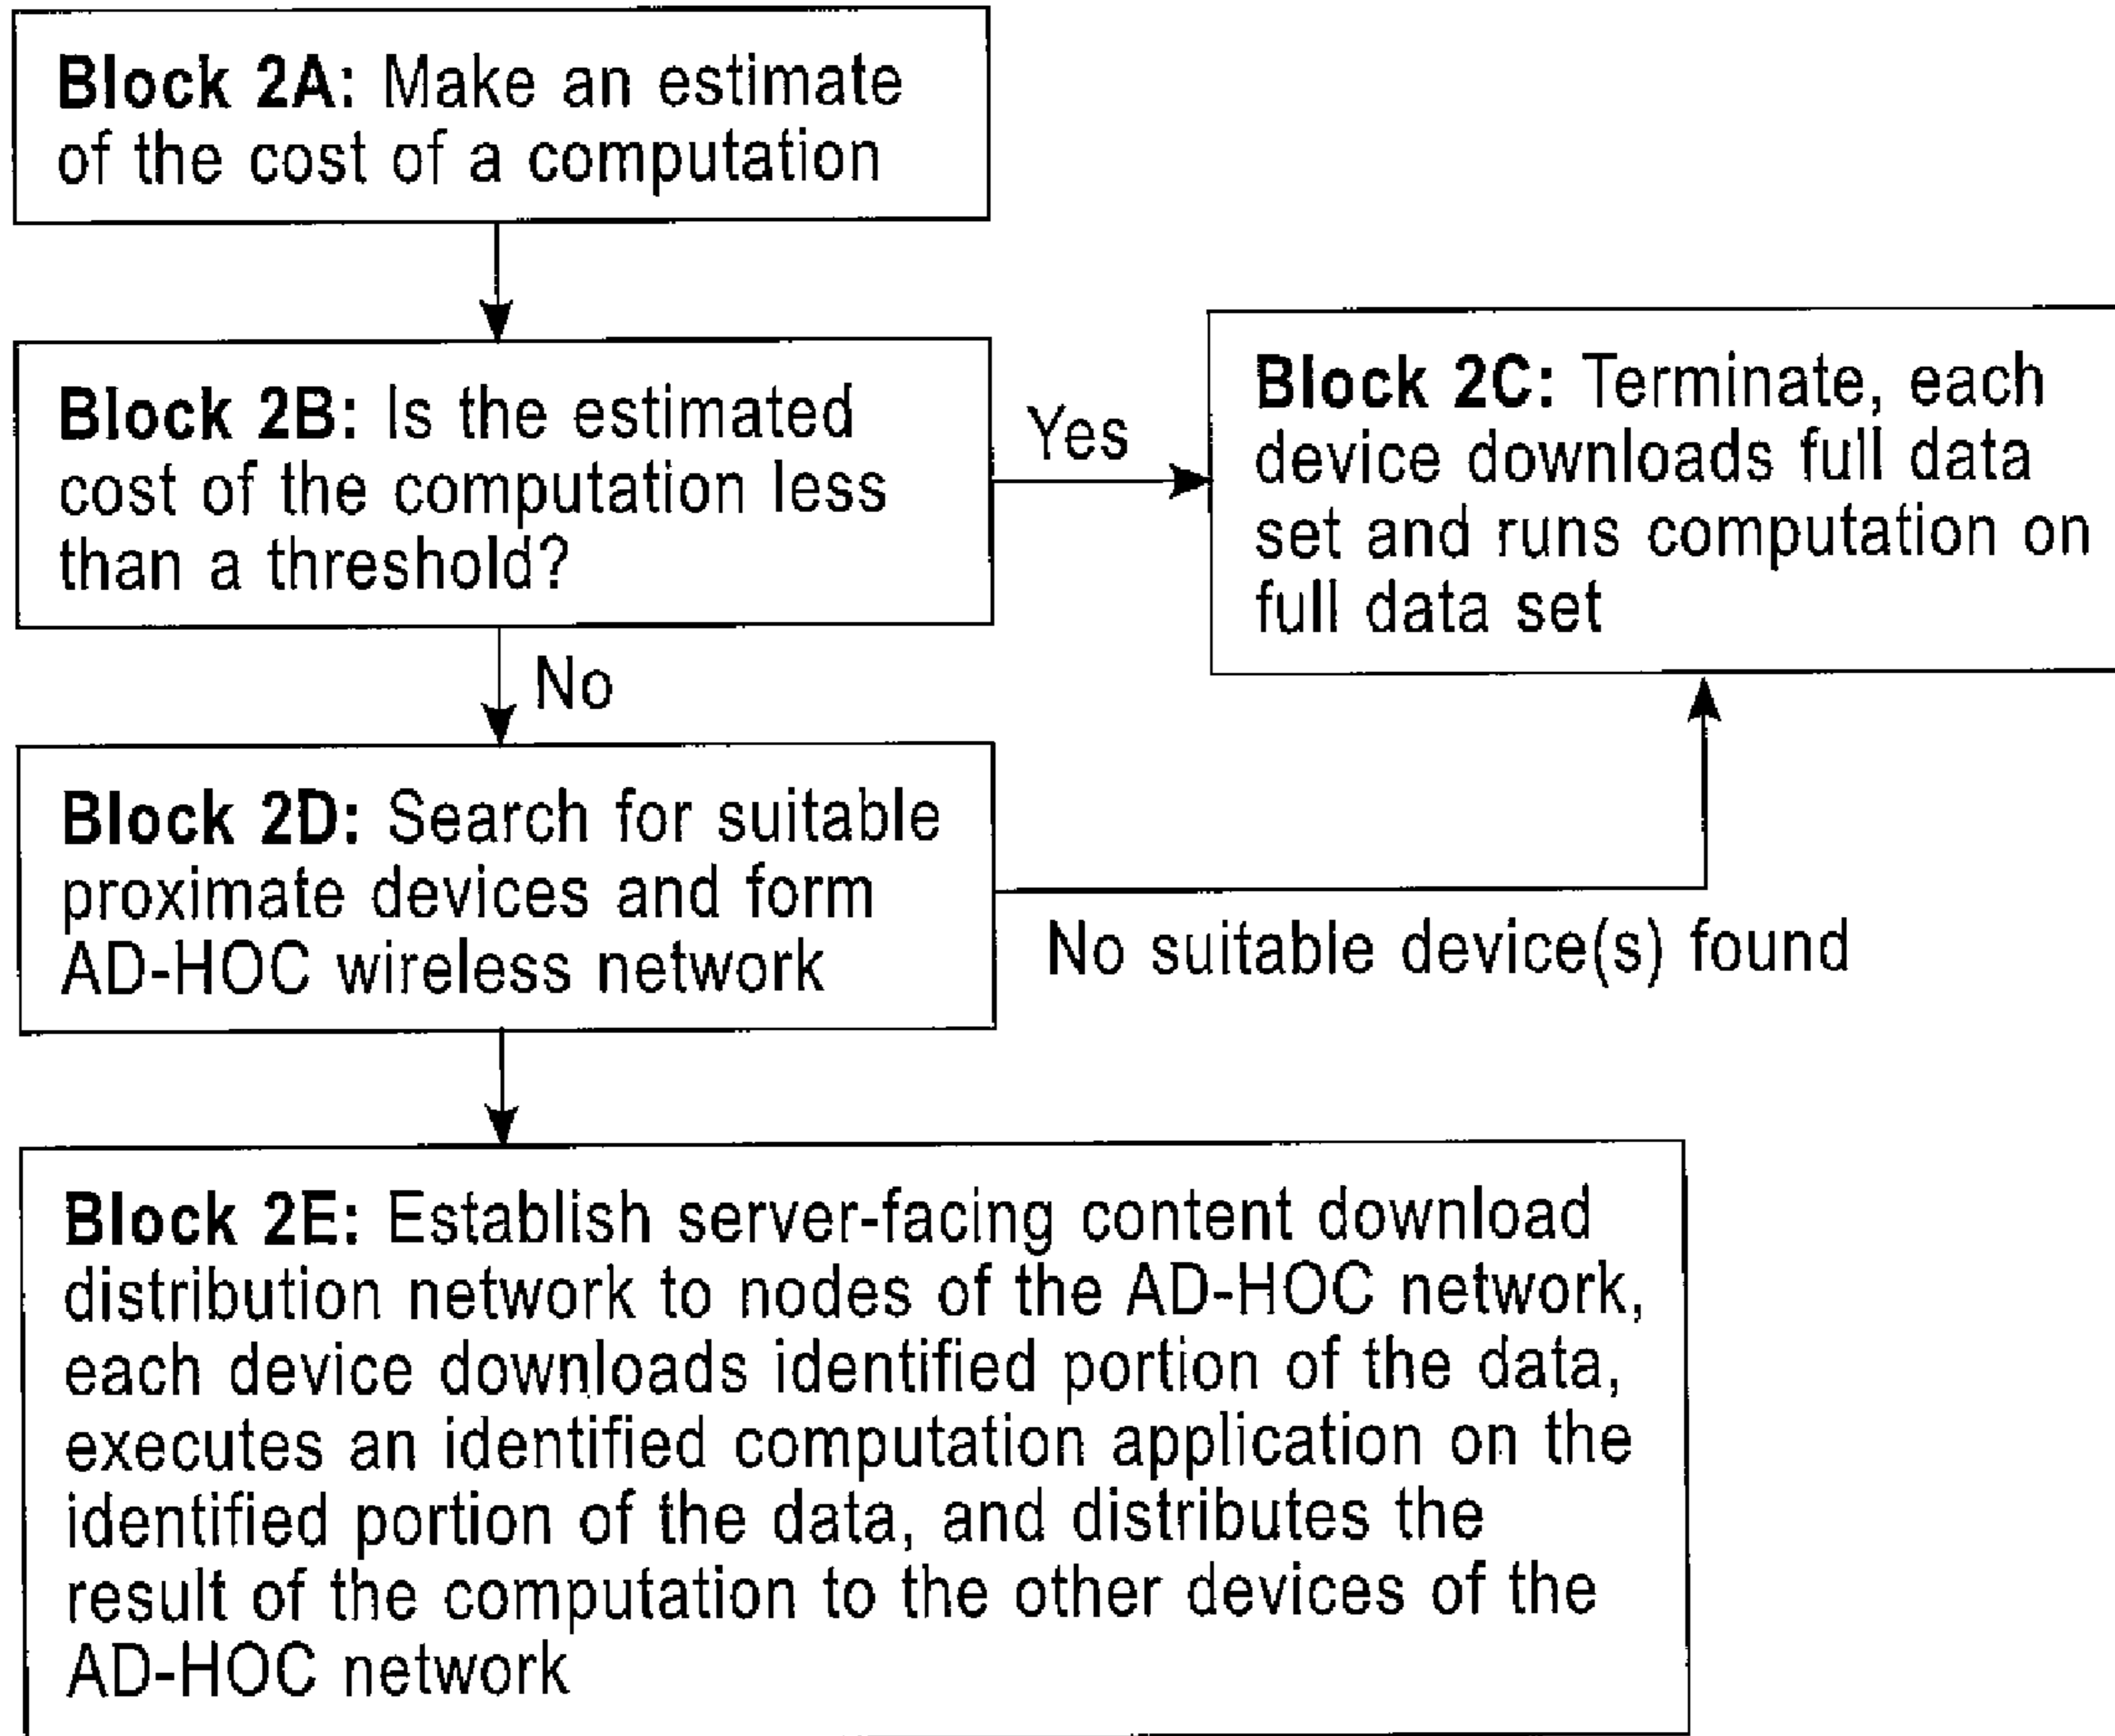 Block 2A: Make an estimate
of the cost of a computation
Block 2B: Is the estimated
cost of the computation less
than a threshold?
Yes
Block 2C: Terminate, each
device downloads full data
set and runs computation on
full data set
No
Block 2D: Search for suitable
proximate devices and form
AD-HOC wireless network
No suitable device(s) found
Block 2E: Establish server-facing content download
distribution network to nodes of the AD-HOC network,
each device downloads identified portion of the data,
executes an identified computation application on the
identified portion of the data, and distributes the
result of the computation to the other devices of the
AD-HOC network